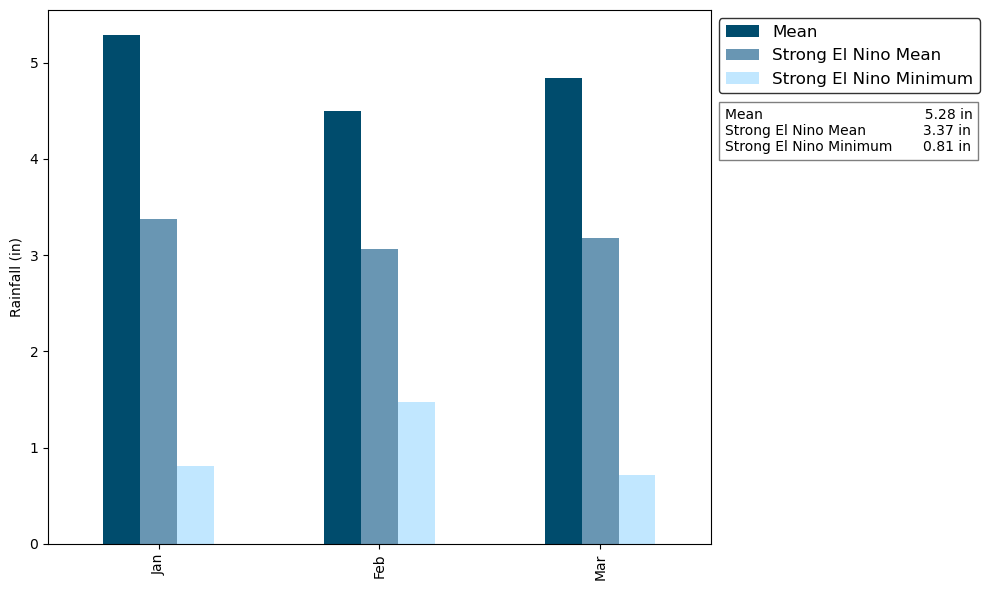 Mean
Strong El Nino Mean
Strong El Nino Minimum
Mean 5.28 in
Strong El Nino Mean 3.37 in
Strong El Nino Minimum 0.81 in
Rainfall (in)
5
4
3
2
1
0
Jan
Feb
Mar